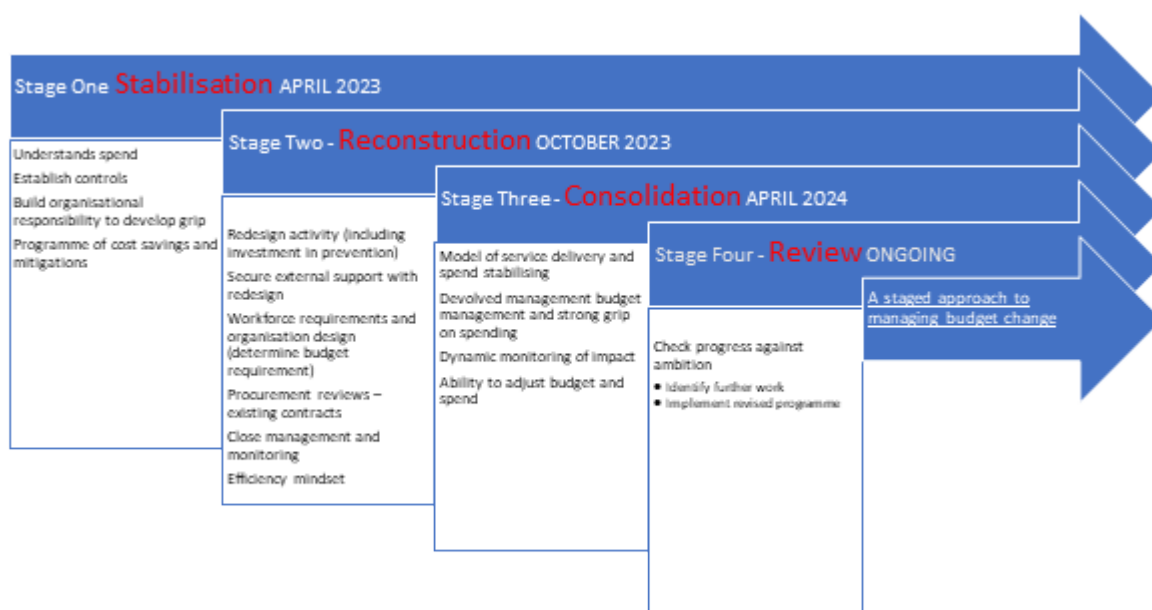 Stage One Stabilisation APRIL 2023
Understands spend
Establish controls
Build organisational
responsibility to develop grip
Programme of cost savings and
mitigations
Stage Two - Reconstruction OCTOBER 2023
Redesign activity (including
investment in prevention)
Secure external support with
redesign
Workforce requirements and
organisation design
(determine budget
requirement)
Procurement reviews –
existing contracts
Close management and
monitoring
Efficiency mindset
Stage Three - Consolidation APRIL 2024
Model of service delivery and
spend stabilising
Devolved management budget
management and strong grip
on spending
Dynamic monitoring of impact
Ability to adjust budget and
spend
Stage Four - Review ONGOING
Check progress against
ambition
• Identify further work
• Implement revised programme
A staged approach to
managing budget change